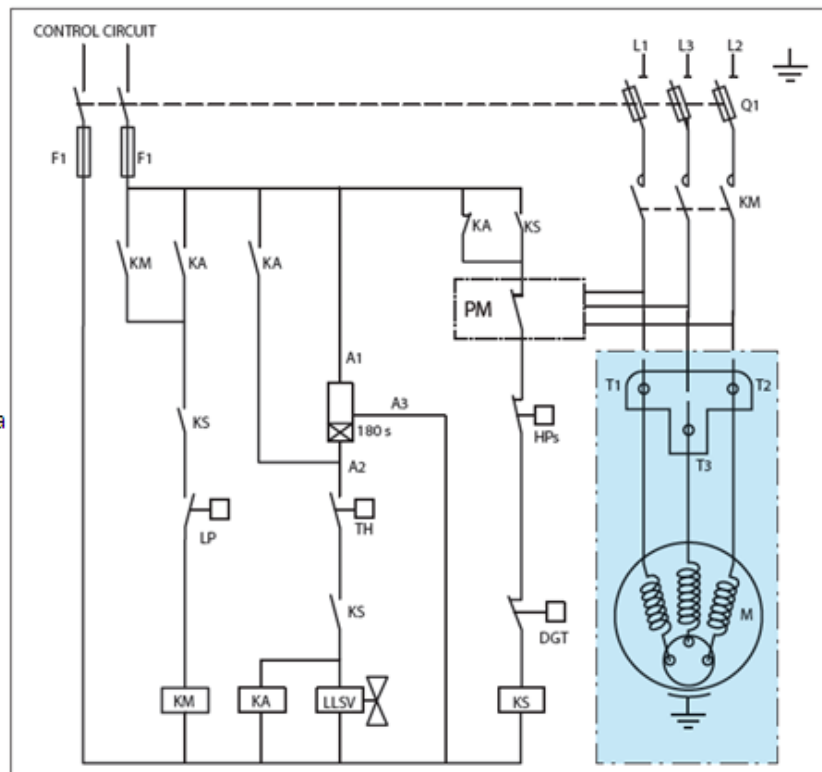 CONTROL CIRCUIT
L1 L3 L2
Q1
F1 F1
KM
KA KS
KM KA KA
PM
A1
T1 T2
A3
a
KS
180 s
HPs
A2
T3
LP
TH
KS
M
DGT
KM KA LLSV KS